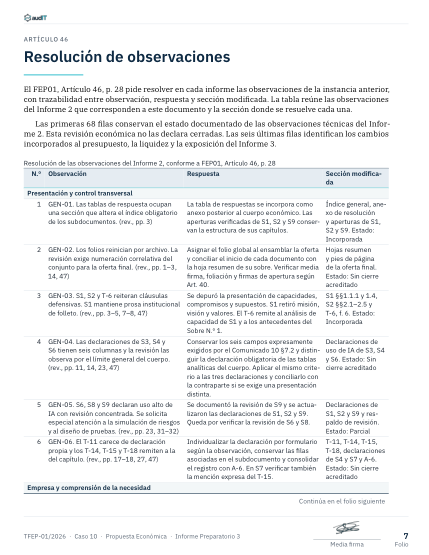 audIT
ARTÍCULO 46
Resolución de observaciones
El FEP01, Artículo 46, p. 28 pide resolver en cada informe las observaciones de la instancia anterior,
con trazabilidad entre observación, respuesta y sección modificada. La tabla reúne las observaciones
del Informe 2 que corresponden a este documento y la sección donde se resuelve cada una.
Las primeras 68 filas conservan el estado documentado de las observaciones técnicas del Infor-
me 2. Esta revisión económica no las declara cerradas. Las seis últimas filas identifican los cambios
incorporados al presupuesto, la liquidez y la exposición del Informe 3.
Resolución de las observaciones del Informe 2, conforme a FEP01, Artículo 46, p. 28
N.º Observación Respuesta Sección modifica-
da
Presentación y control transversal
1 GEN-01. Las tablas de respuesta ocupan La tabla de respuestas se incorpora como Índice general, ane-
una sección que altera el índice obligatorio anexo posterior al cuerpo económico. Las xo de resolución
de los subdocumentos. (rev., pp. 3) aperturas verificadas de S1, S2 y S9 conser- y aperturas de S1,
van la estructura de sus capítulos. S2 y S9. Estado:
Incorporada
2 GEN-02. Los folios reinician por archivo. La Asignar el folio global al ensamblar la oferta Hojas resumen
revisión exige numeración correlativa del y conciliar el inicio de cada documento con y pies de página
conjunto para la oferta final. (rev., pp. 1–3, la hoja resumen de su sobre. Verificar media de la oferta final.
14, 47) firma, foliación y firmas de apertura según Estado: Sin cierre
Art. 40. acreditado
3 GEN-03. S1, S2 y T-6 reiteran cláusulas Se depuró la presentación de capacidades, S1 §§1.1.1 y 1.4,
defensivas. S1 mantiene prosa institucional compromisos y supuestos. S1 retiró misión, S2 §§2.1–2.5 y
de folleto. (rev., pp. 3–5, 7–8, 47) visión y valores. El T-6 remite al análisis de T-6, f. 6. Estado:
capacidad de S1 y a los antecedentes del Incorporada
Sobre N.º 1.
4 GEN-04. Las declaraciones de S3, S4 y Conservar los seis campos expresamente Declaraciones de
S6 tienen seis columnas y la revisión las exigidos por el Comunicado 10 §7.2 y distin- uso de IA de S3, S4
observa por el límite general del cuerpo. guir la declaración obligatoria de las tablas y S6. Estado: Sin
(rev., pp. 11, 14, 23, 47) analíticas del cuerpo. Aplicar el mismo crite- cierre acreditado
rio a las tres declaraciones y conciliarlo con
la contraparte si se exige una presentación
distinta.
5 GEN-05. S6, S8 y S9 declaran uso alto de Se documentó la revisión de S9 y se actua- Declaraciones de
IA con revisión concentrada. Se solicita lizaron las declaraciones de S1, S2 y S9. S1, S2 y S9 y res-
especial atención a la simulación de riesgos Queda por verificar la revisión de S6 y S8. paldo de revisión.
y al diseño de pruebas. (rev., pp. 23, 31–32) Estado: Parcial
6 GEN-06. El T-11 carece de declaración Individualizar la declaración por formulario T-11, T-14, T-15,
propia y los T-14, T-15 y T-18 remiten a la según la observación, conservar las filas T-18, declaraciones
del capítulo. (rev., pp. 17–18, 27, 47) asociadas en el subdocumento y consolidar de S4 y S7 y A-6.
el registro con A-6. En S7 verificar también Estado: Sin cierre
la mención expresa del T-15. acreditado
Empresa y comprensión de la necesidad
Continúa en el folio siguiente
TFEP-01/2026 · Caso 10 · Propuesta Económica · Informe Preparatorio 3
Media firma
7
Folio